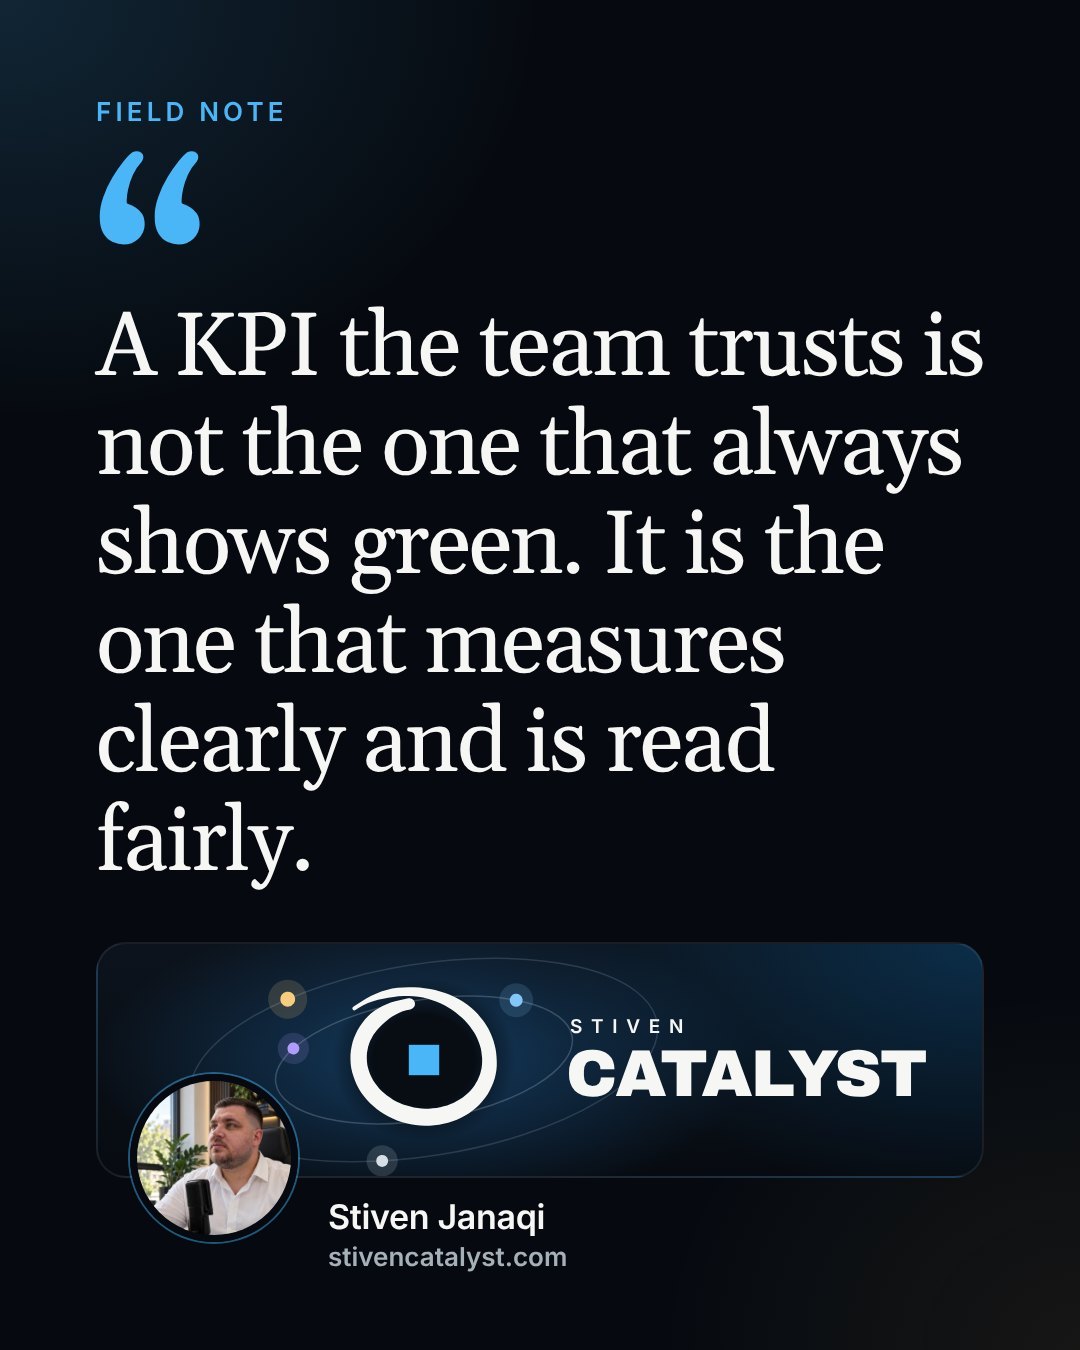 FIELD NOTE
“
A KPI the team trusts is
not the one that always
shows green. It is the
one that measures
clearly and is read
fairly.
STIVEN
CATALYST
Stiven Janaqi
stivencatalyst.com